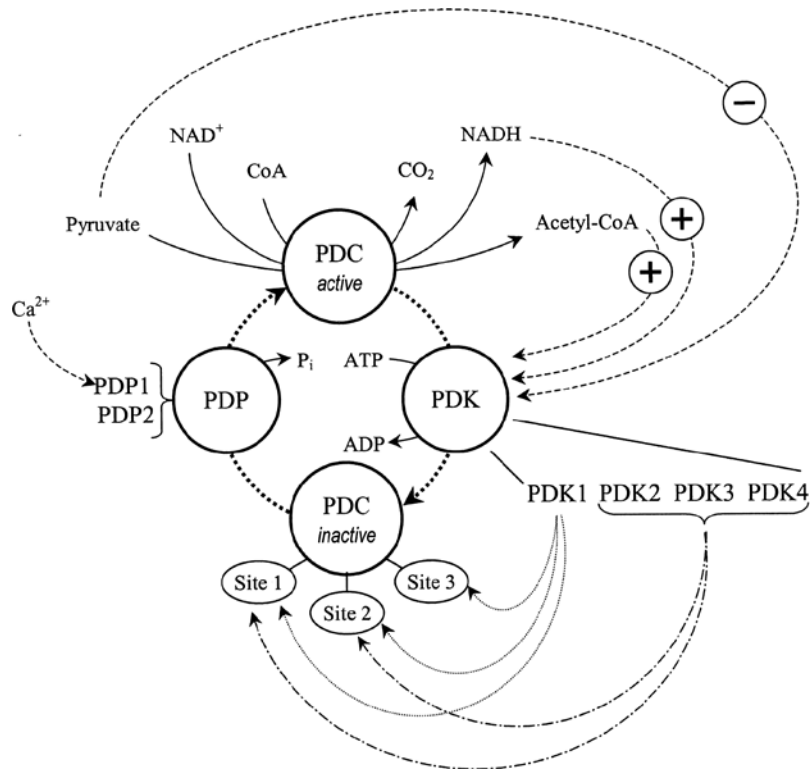 −
NAD⁺
NADH
CoA
CO₂
+
Pyruvate
Acetyl-CoA
PDC
active
+
Ca²⁺
Pᵢ
ATP
PDP1
PDP2
PDP
PDK
ADP
PDC
inactive
PDK1 PDK2 PDK3 PDK4
Site 1
Site 2
Site 3